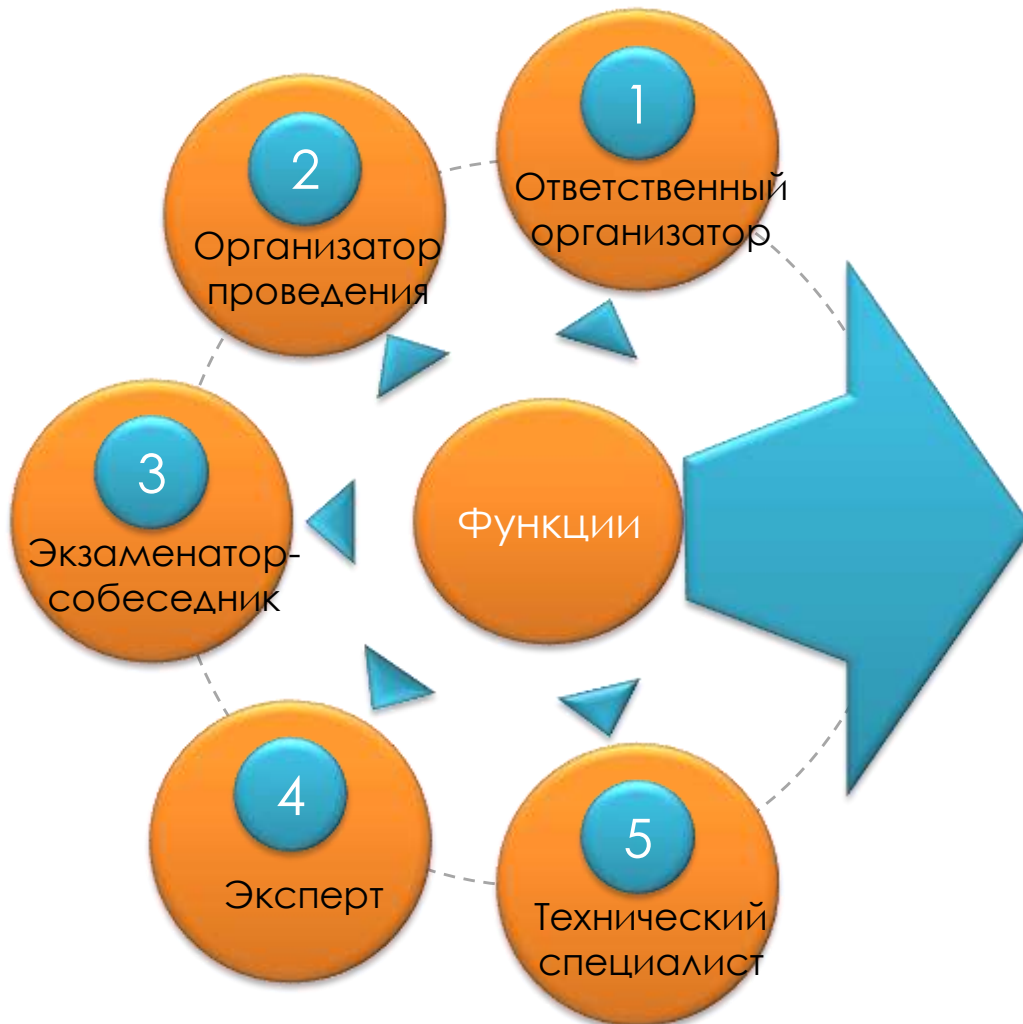 1
Ответственный
организатор
2
Организатор
проведения
3
Экзаменатор-
собеседник
Функции
4
Эксперт
5
Технический
специалист